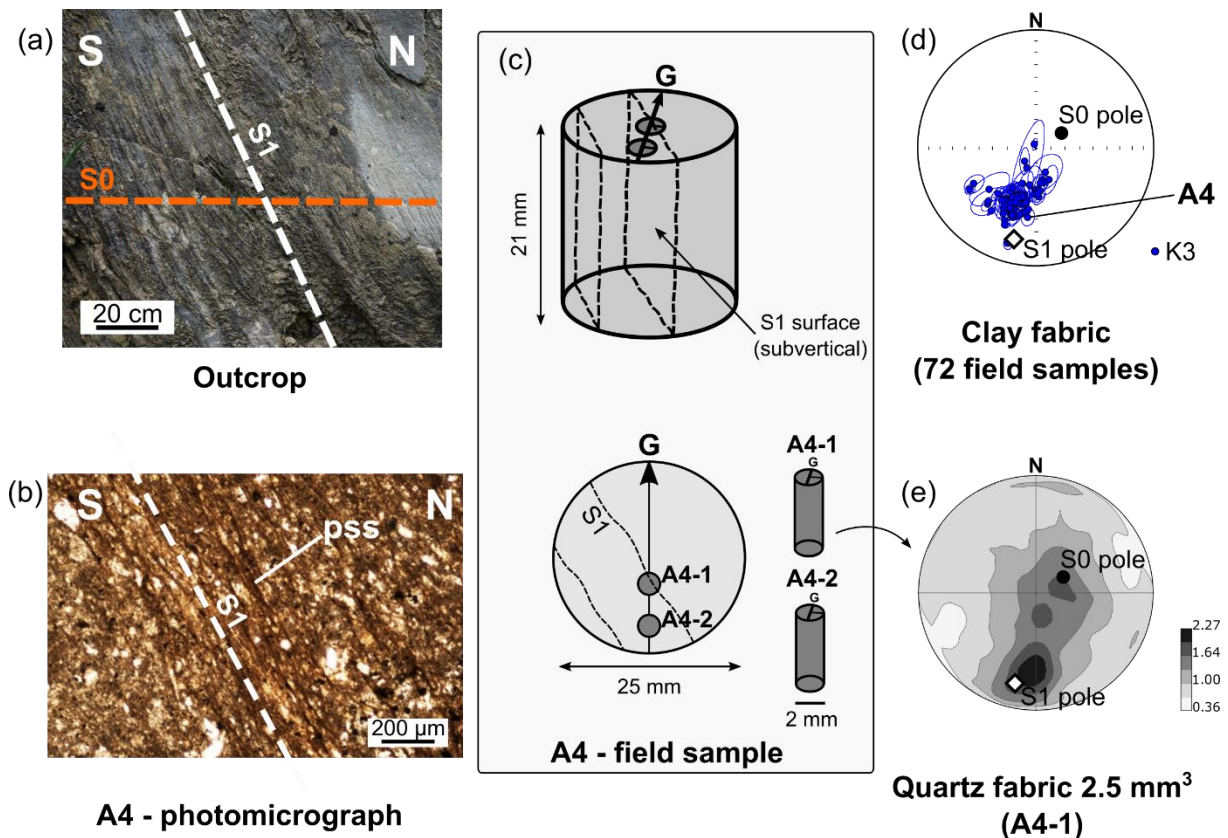 (a)
S
N
S1
S0
20 cm
Outcrop
(b)
S
N
pss
S1
200 µm
A4 - photomicrograph
(c)
G
21 mm
S1 surface
(subvertical)
G
S1
A4-1
A4-2
25 mm
A4-1
G
A4-2
G
2 mm
A4 - field sample
(d)
N
S0 pole
A4
S1 pole
K3
Clay fabric
(72 field samples)
(e)
N
S0 pole
S1 pole
2.27
1.64
1.00
0.36
Quartz fabric 2.5 mm³
(A4-1)